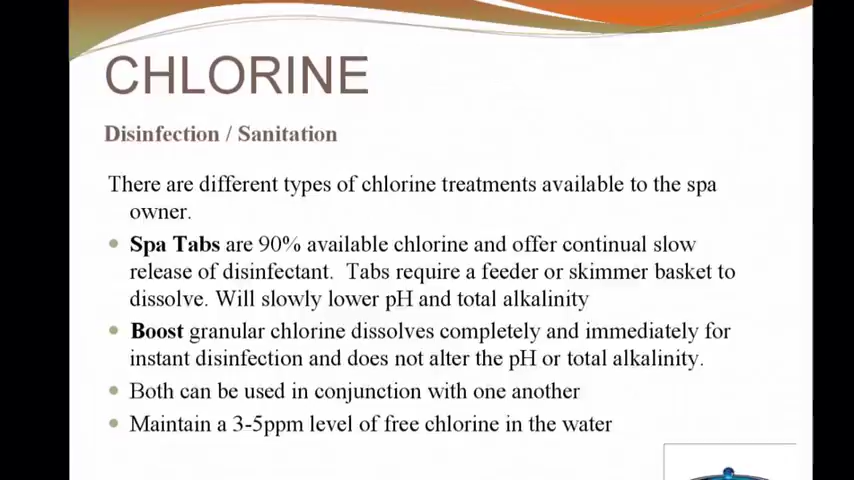 CHLORINE
Disinfection / Sanitation
There are different types of chlorine treatments available to the spa
owner.
Spa Tabs are 90% available chlorine and offer continual slow
release of disinfectant. Tabs require a feeder or skimmer basket to
dissolve. Will slowly lower pH and total alkalinity
Boost granular chlorine dissolves completely and immediately for
instant disinfection and does not alter the pH or total alkalinity.
Both can be used in conjunction with one another
Maintain a 3-5ppm level of free chlorine in the water